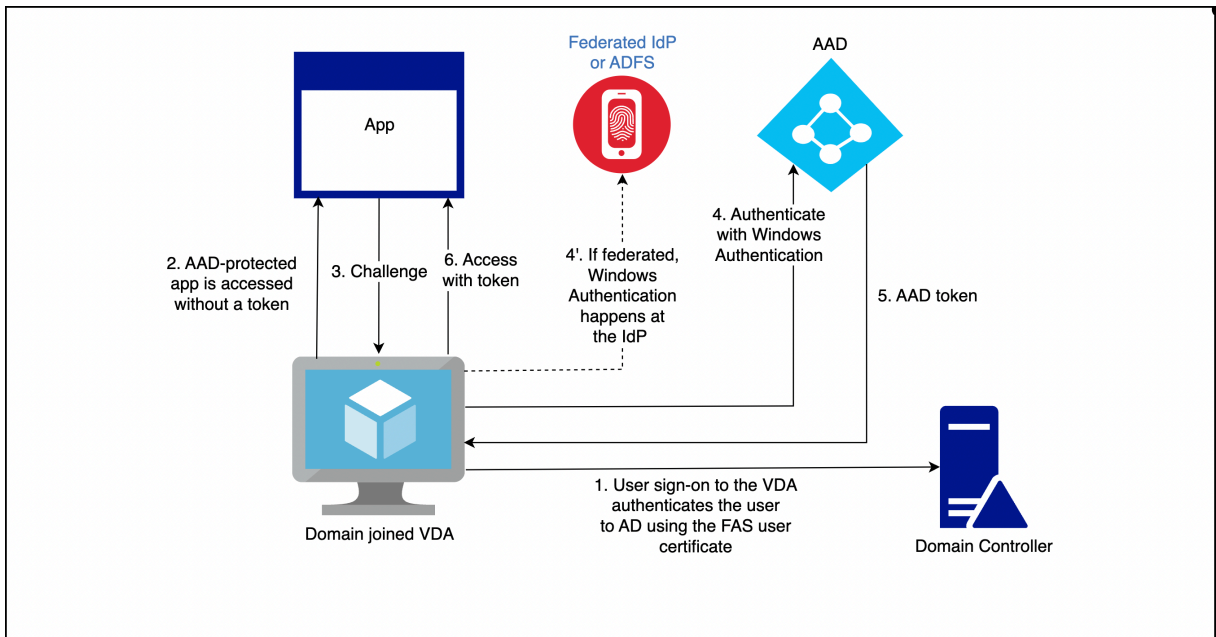 Federated IdP
or ADFS
AAD
App
2. AAD-protected
app is accessed
without a token
3. Challenge
6. Access
with token
4'. If federated,
Windows
Authentication
happens at
the IdP
4. Authenticate
with Windows
Authentication
5. AAD token
1. User sign-on to the VDA
authenticates the user
to AD using the FAS user
certificate
Domain joined VDA
Domain Controller